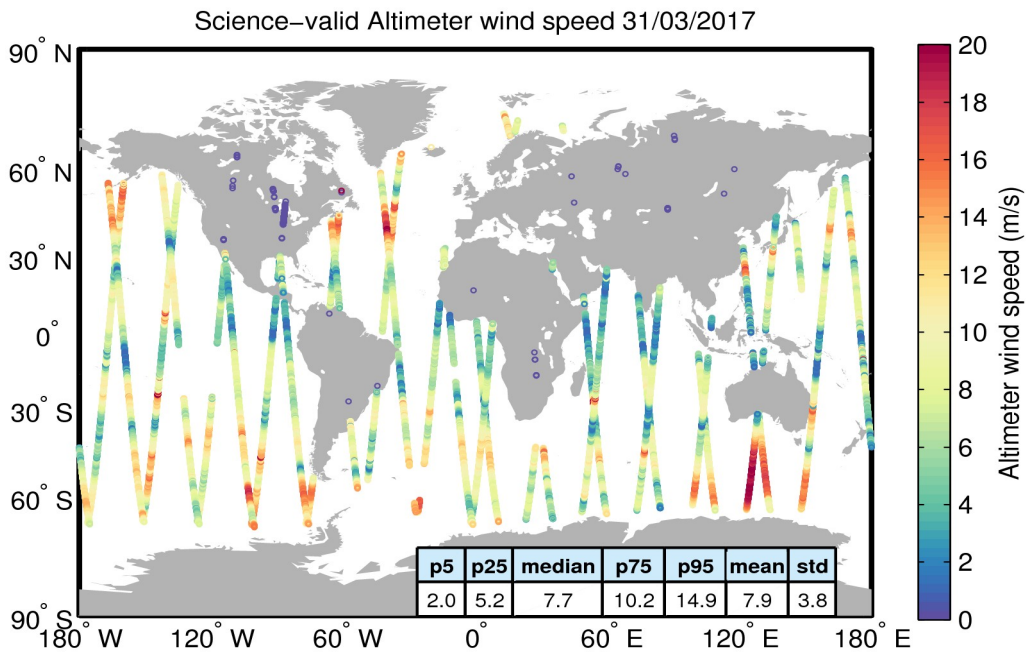 Science−valid Altimeter wind speed 31/03/2017
90° N
60° N
30° N
0°
30° S
60° S
90° S
180° W 120° W 60° W 0° 60° E 120° E 180° E
p5 p25 median p75 p95 mean std
2.0 5.2 7.7 10.2 14.9 7.9 3.8
20
18
16
14
12
10
8
6
4
2
0
Altimeter wind speed (m/s)